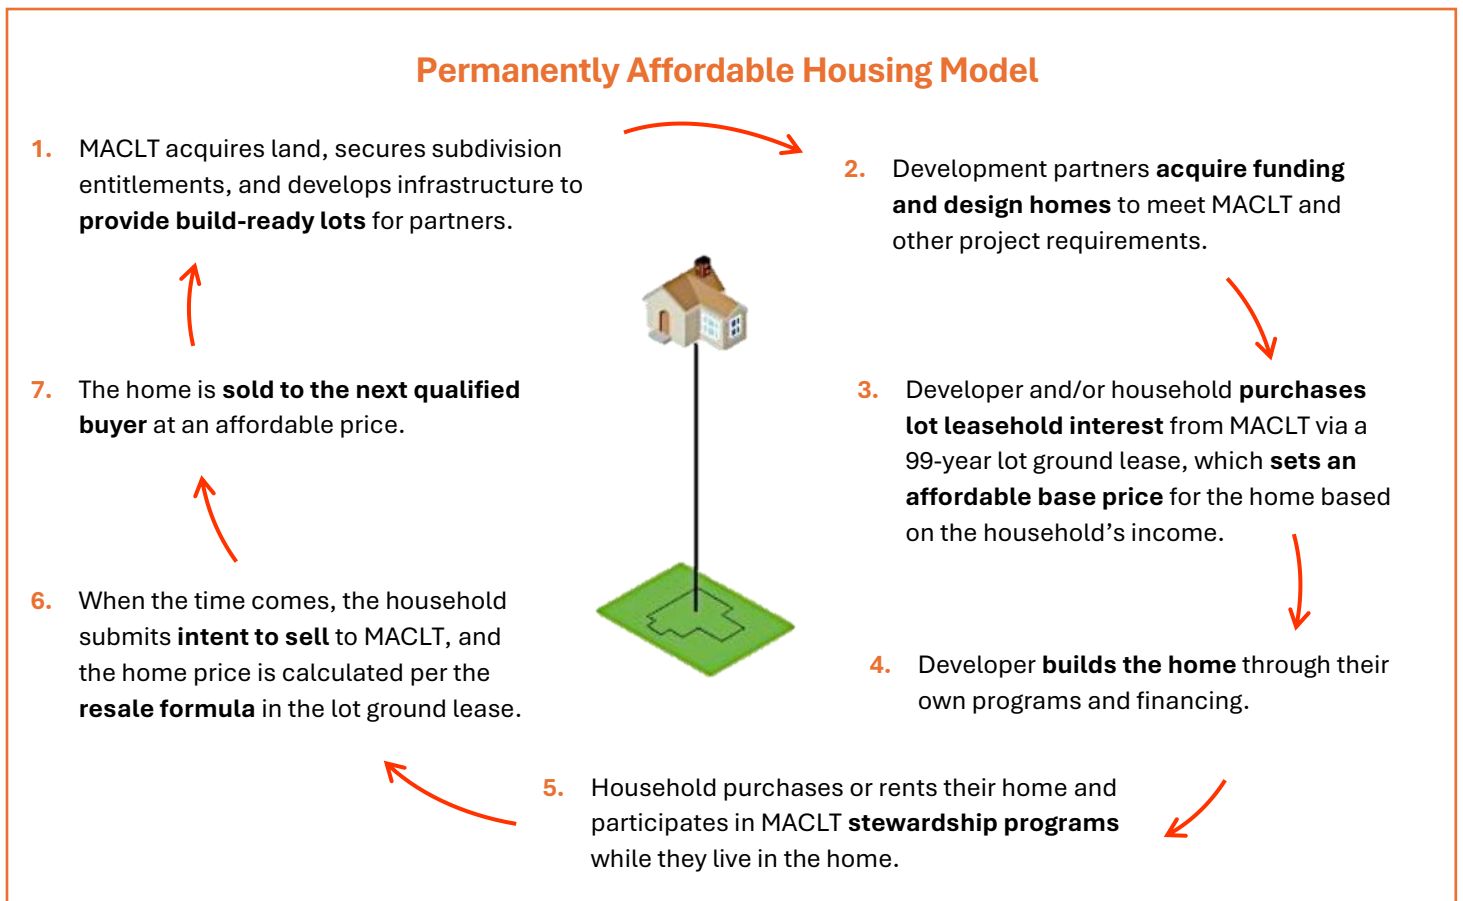 Permanently Affordable Housing Model
1. MACLT acquires land, secures subdivision
entitlements, and develops infrastructure to
provide build-ready lots for partners.
2. Development partners acquire funding
and design homes to meet MACLT and
other project requirements.
3. Developer and/or household purchases
lot leasehold interest from MACLT via a
99-year lot ground lease, which sets an
affordable base price for the home based
on the household’s income.
4. Developer builds the home through their
own programs and financing.
5. Household purchases or rents their home and
participates in MACLT stewardship programs
while they live in the home.
6. When the time comes, the household
submits intent to sell to MACLT, and
the home price is calculated per the
resale formula in the lot ground lease.
7. The home is sold to the next qualified
buyer at an affordable price.